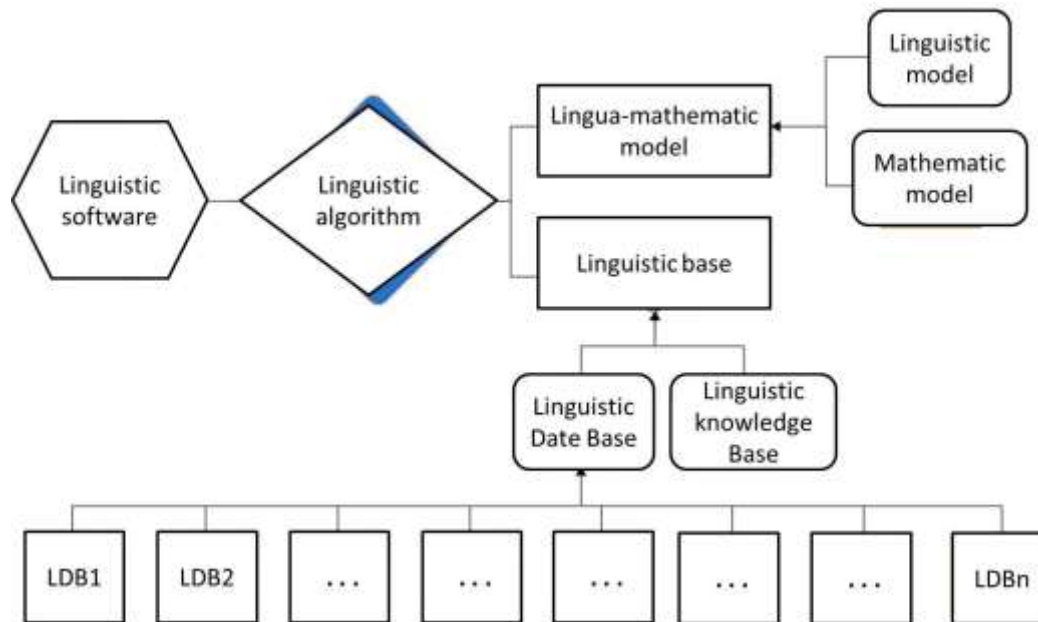 Linguistic
software
Linguistic
algorithm
Lingua-mathematic
model
Linguistic
model
Mathematic
model
Linguistic base
Linguistic
Date Base
Linguistic
knowledge
Base
LDB1
LDB2
...
...
...
...
...
LDBn